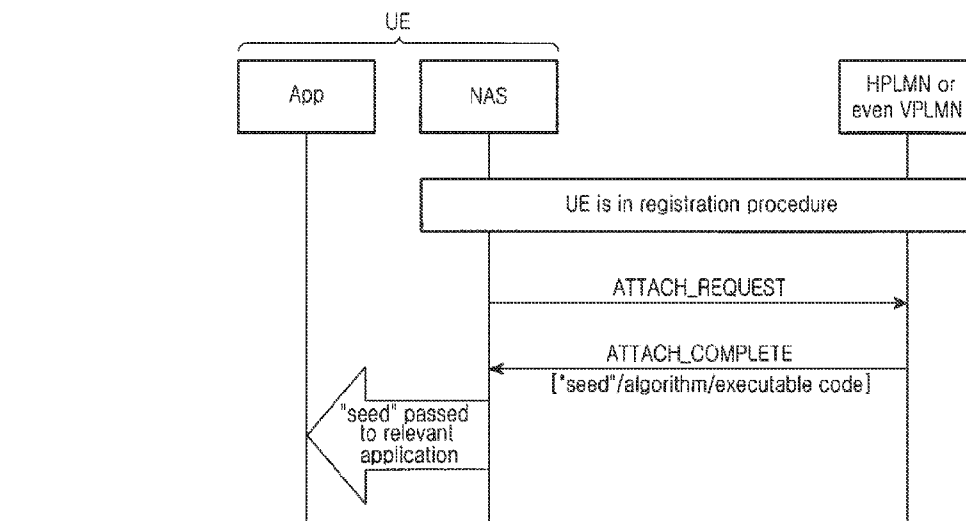 UE
App
NAS
HPLMN or
even VPLMN
UE is in registration procedure
ATTACH_REQUEST
ATTACH_COMPLETE
["seed"/algorithm/executable code]
"seed" passed
to relevant
application